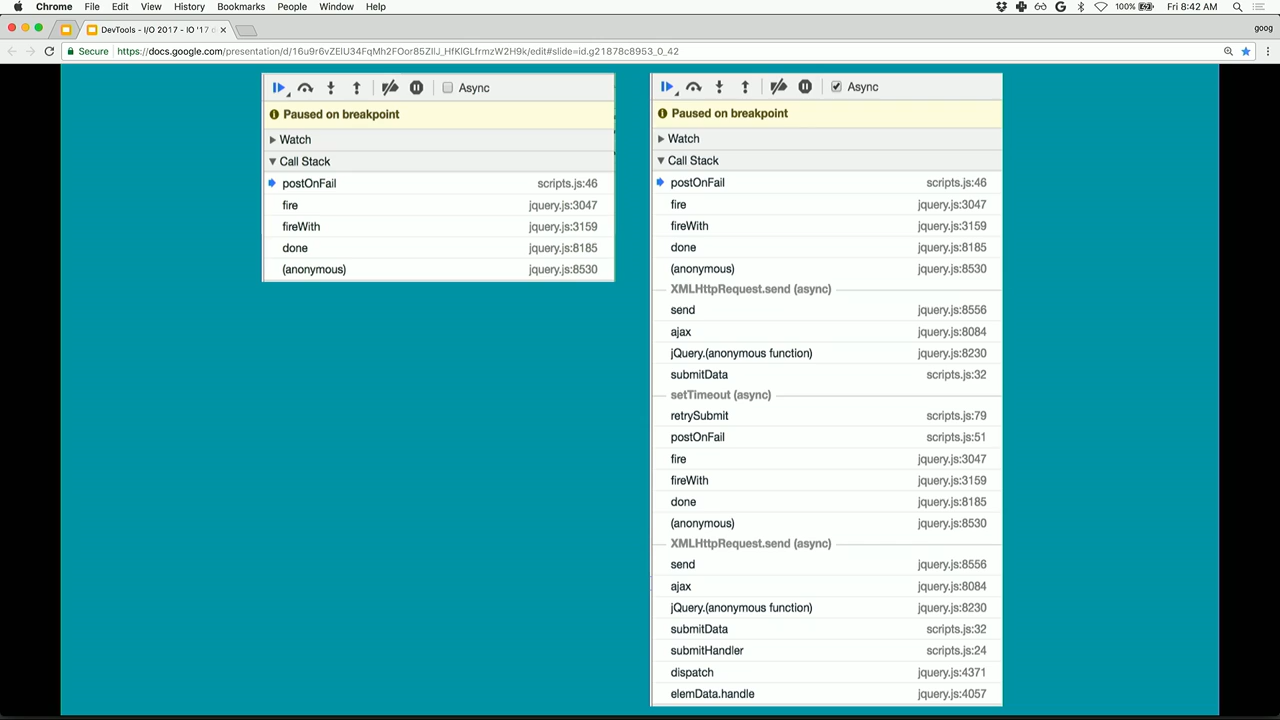 Chrome File Edit View History Bookmarks People Window Help 100% Fri 8:42 AM
DevTools - I/O 2017 - IO '17 goog
Secure https://docs.google.com/presentation/d/16u9r6vZEIU34FqMh2FOor85ZIIJ_HfKlGLfrmzW2H9k/edit#slide=id.g21878c8953_0_42
Async
Paused on breakpoint
Watch
Call Stack
postOnFail scripts.js:46
fire jquery.js:3047
fireWith jquery.js:3159
done jquery.js:8185
(anonymous) jquery.js:8530
Async
Paused on breakpoint
Watch
Call Stack
postOnFail scripts.js:46
fire jquery.js:3047
fireWith jquery.js:3159
done jquery.js:8185
(anonymous) jquery.js:8530
XMLHttpRequest.send (async)
send jquery.js:8556
ajax jquery.js:8084
jQuery.(anonymous function) jquery.js:8230
submitData scripts.js:32
setTimeout (async)
retrySubmit scripts.js:79
postOnFail scripts.js:51
fire jquery.js:3047
fireWith jquery.js:3159
done jquery.js:8185
(anonymous) jquery.js:8530
XMLHttpRequest.send (async)
send jquery.js:8556
ajax jquery.js:8084
jQuery.(anonymous function) jquery.js:8230
submitData scripts.js:32
submitHandler scripts.js:24
dispatch jquery.js:4371
elemData.handle jquery.js:4057